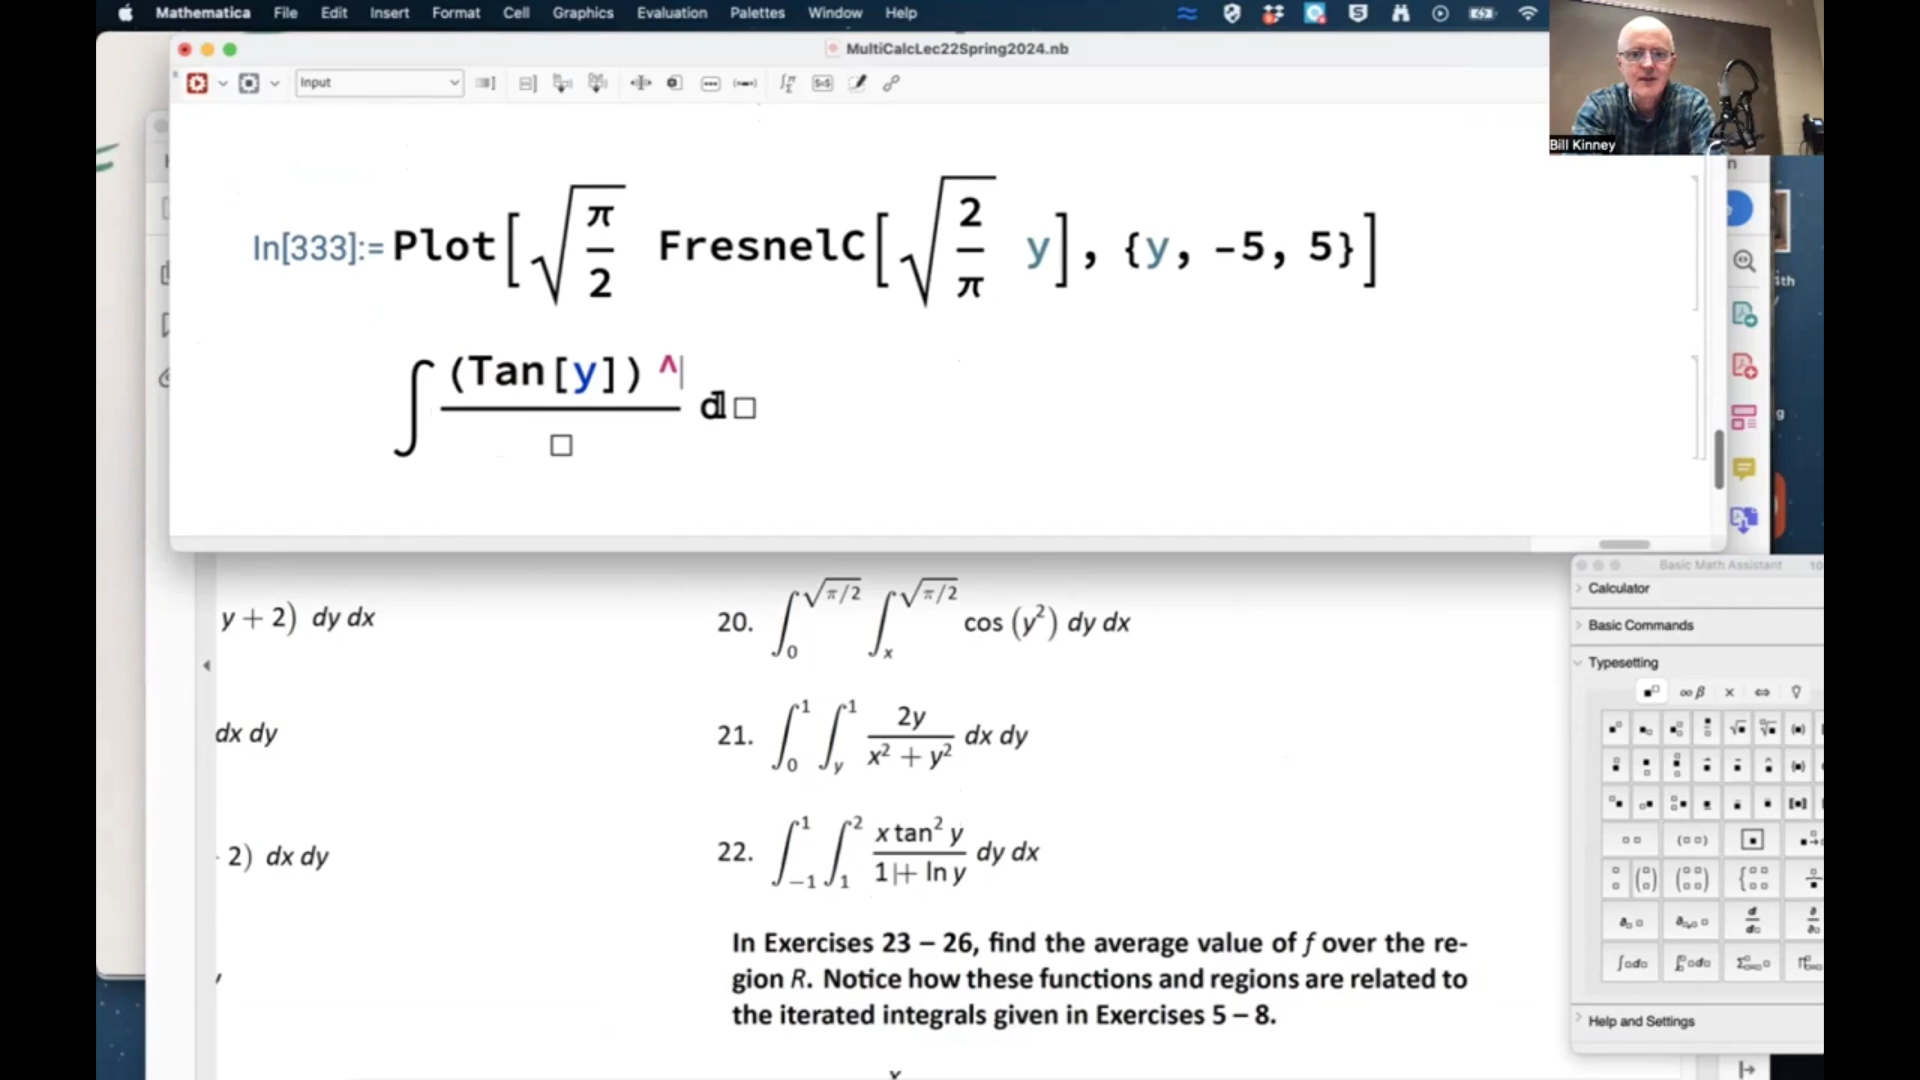 Mathematica File Edit Insert Format Cell Graphics Evaluation Palettes Window Help
MultiCalcLec22Spring2024.nb
Input
Bill Kinney
In[333]:= Plot[√(π/2) FresnelC[√(2/π) y], {y, -5, 5}]
∫ (Tan[y])^/□ ⅆ□
y + 2) dy dx
dx dy
2) dx dy
20. ∫_0^{√π/2} ∫_x^{√π/2} cos (y²) dy dx
21. ∫_0^1 ∫_y^1 2y/(x² + y²) dx dy
22. ∫_{−1}^1 ∫_1^2 x tan² y/(1 + ln y) dy dx
In Exercises 23 – 26, find the average value of f over the re-
gion R. Notice how these functions and regions are related to
the iterated integrals given in Exercises 5 – 8.
Basic Math Assistant
Calculator
Basic Commands
Typesetting
Help and Settings